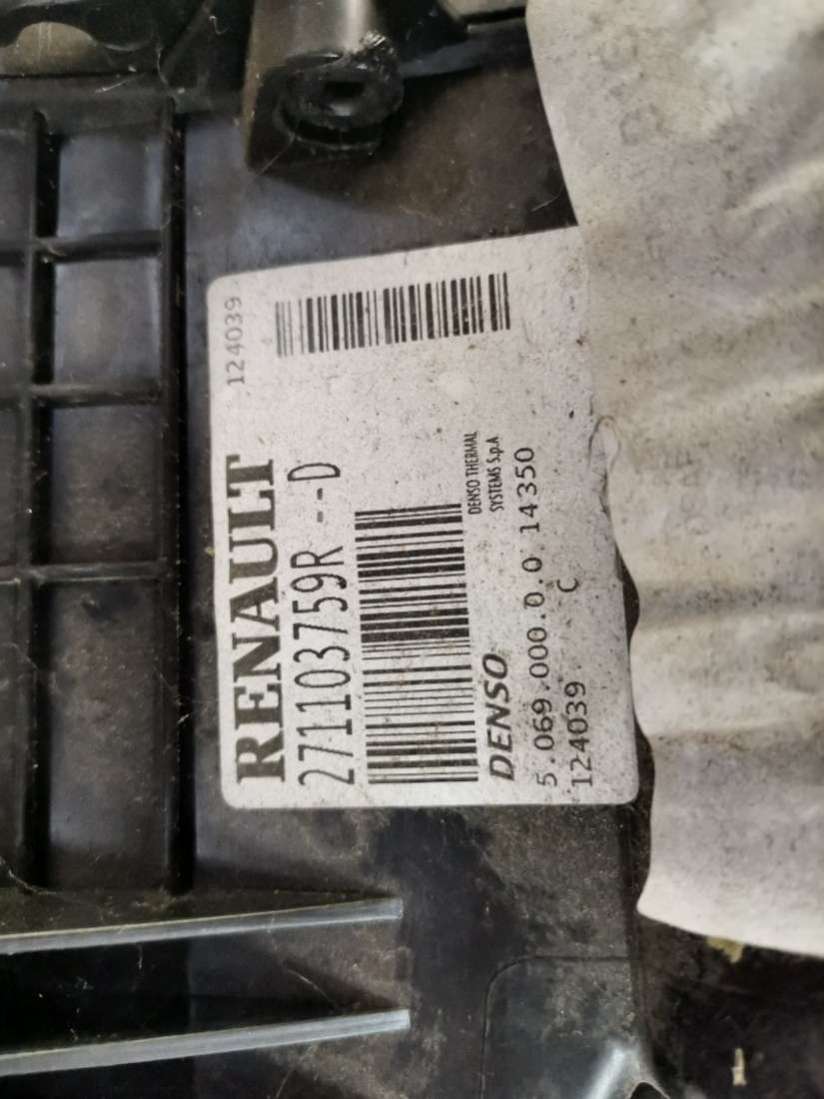 124039
RENAULT
271103759R --D
DENSO THERMAL
SYSTEMS S.p.A
DENSO
5.069.000.0.0 14350
124039 C